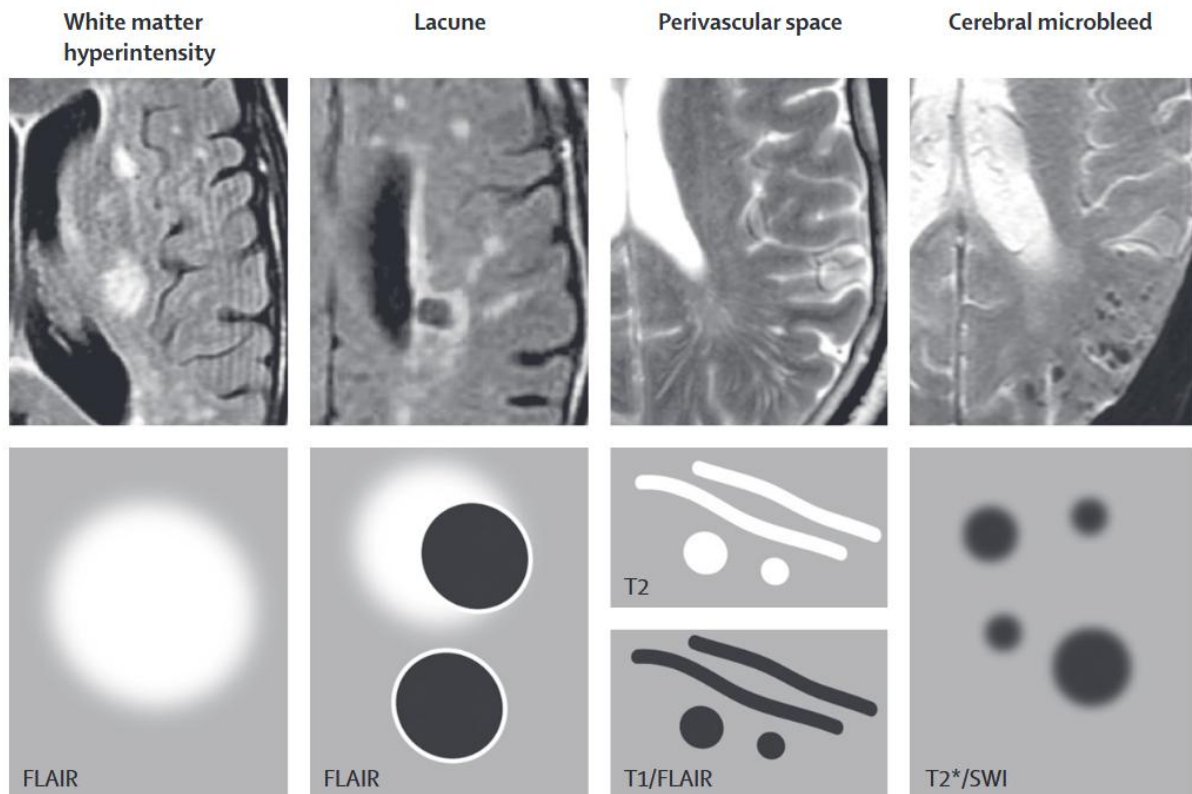 White matter
hyperintensity
Lacune
Perivascular space
Cerebral microbleed
FLAIR
FLAIR
T2
T1/FLAIR
T2*/SWI